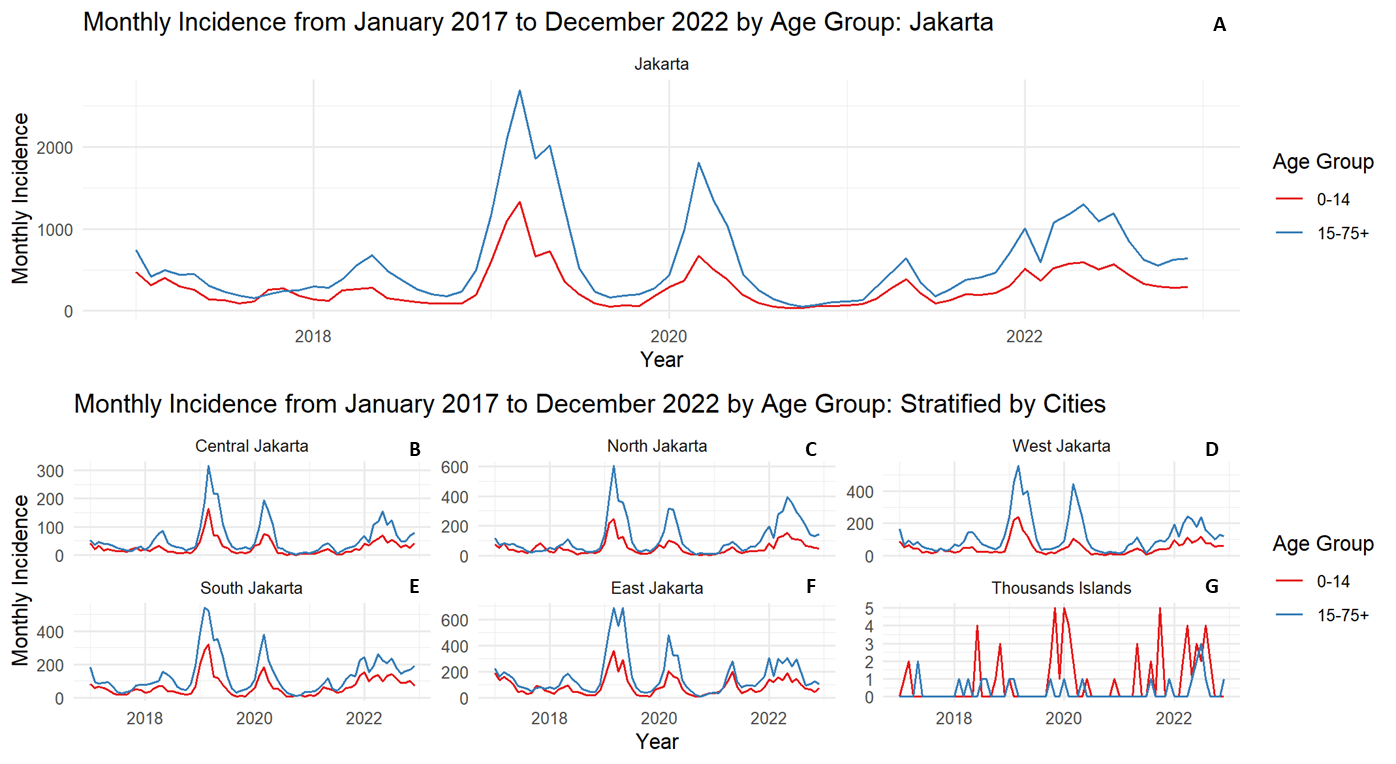 Monthly Incidence from January 2017 to December 2022 by Age Group: Jakarta
A
Jakarta
Monthly Incidence
2000
1000
0
2018
2020
2022
Year
Age Group
0-14
15-75+
Monthly Incidence from January 2017 to December 2022 by Age Group: Stratified by Cities
Central Jakarta
B
300
200
100
0
North Jakarta
C
600
400
200
0
West Jakarta
D
400
200
0
Monthly Incidence
South Jakarta
E
400
200
0
2018
2020
2022
East Jakarta
F
600
400
200
0
2018
2020
2022
Thousands Islands
G
5
4
3
2
1
0
2018
2020
2022
Year
Age Group
0-14
15-75+